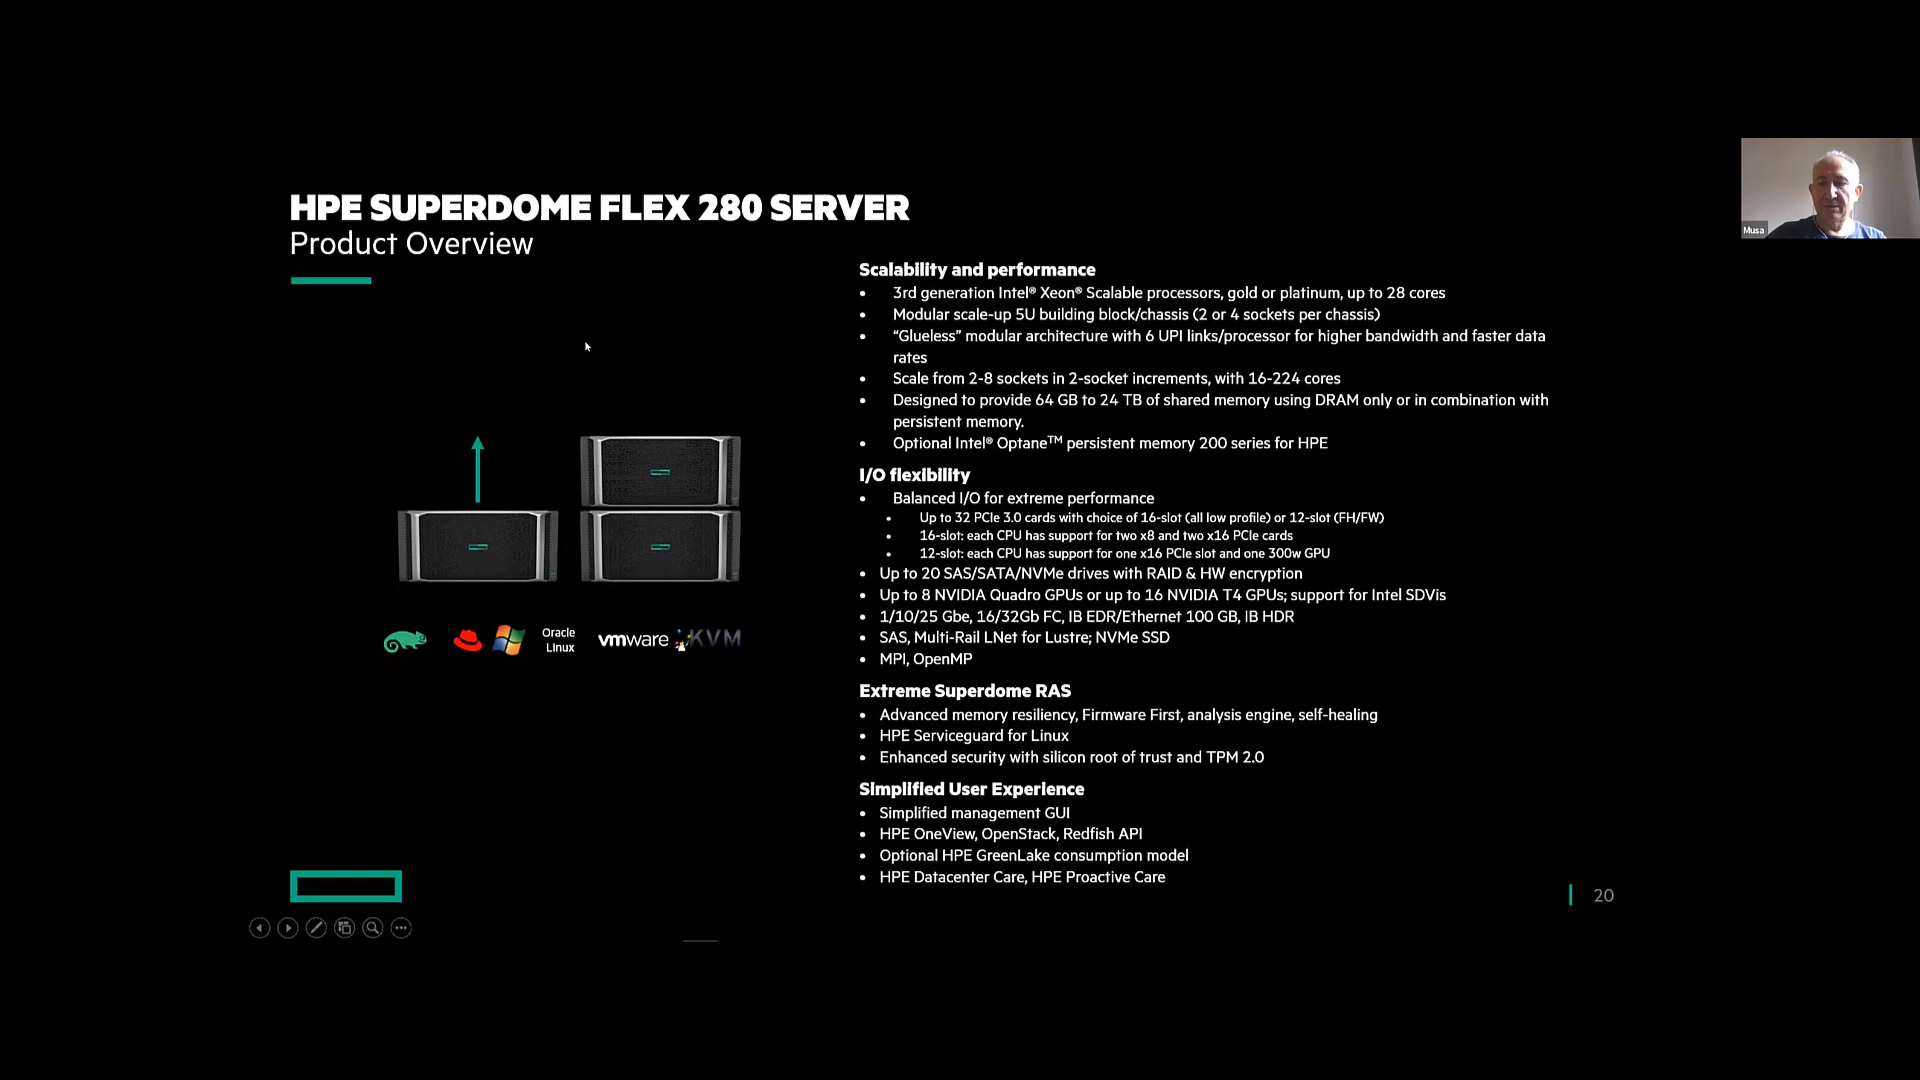 HPE SUPERDOME FLEX 280 SERVER
Product Overview
Musa
Scalability and performance
• 3rd generation Intel® Xeon® Scalable processors, gold or platinum, up to 28 cores
• Modular scale-up 5U building block/chassis (2 or 4 sockets per chassis)
• “Glueless” modular architecture with 6 UPI links/processor for higher bandwidth and faster data
rates
• Scale from 2-8 sockets in 2-socket increments, with 16-224 cores
• Designed to provide 64 GB to 24 TB of shared memory using DRAM only or in combination with
persistent memory.
• Optional Intel® Optane™ persistent memory 200 series for HPE
I/O flexibility
• Balanced I/O for extreme performance
• Up to 32 PCIe 3.0 cards with choice of 16-slot (all low profile) or 12-slot (FH/FW)
• 16-slot: each CPU has support for two x8 and two x16 PCIe cards
• 12-slot: each CPU has support for one x16 PCIe slot and one 300w GPU
• Up to 20 SAS/SATA/NVMe drives with RAID & HW encryption
• Up to 8 NVIDIA Quadro GPUs or up to 16 NVIDIA T4 GPUs; support for Intel SDVis
• 1/10/25 Gbe, 16/32Gb FC, IB EDR/Ethernet 100 GB, IB HDR
• SAS, Multi-Rail LNet for Lustre; NVMe SSD
• MPI, OpenMP
Extreme Superdome RAS
• Advanced memory resiliency, Firmware First, analysis engine, self-healing
• HPE Serviceguard for Linux
• Enhanced security with silicon root of trust and TPM 2.0
Simplified User Experience
• Simplified management GUI
• HPE OneView, OpenStack, Redfish API
• Optional HPE GreenLake consumption model
• HPE Datacenter Care, HPE Proactive Care
Oracle
Linux
vmware
KVM
20